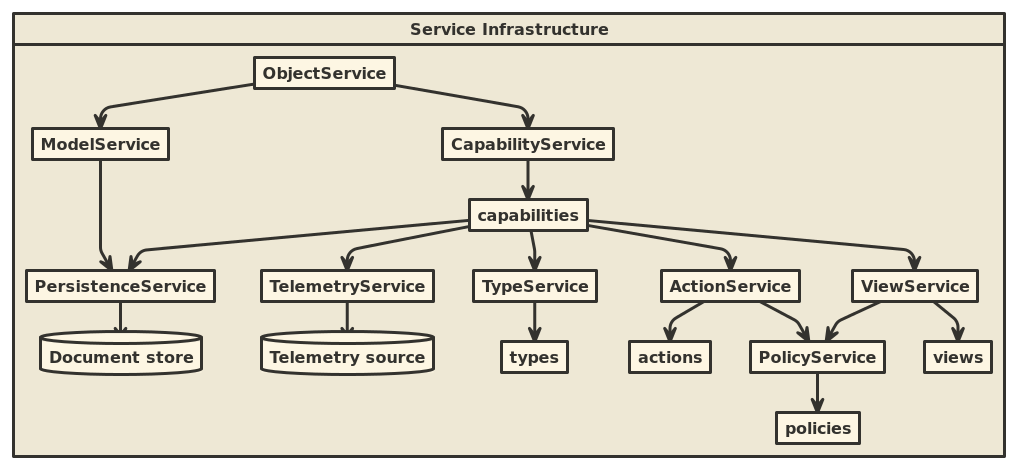 Service Infrastructure
ObjectService
ModelService
CapabilityService
capabilities
PersistenceService
TelemetryService
TypeService
ActionService
ViewService
Document store
Telemetry source
types
actions
PolicyService
views
policies